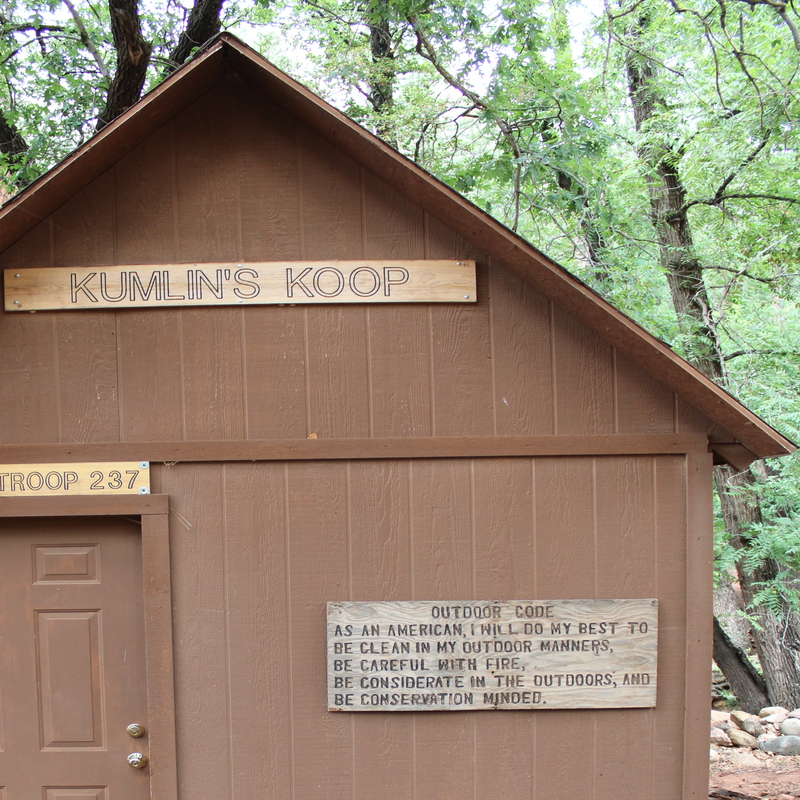 KUMLIN'S KOOP
TROOP 237
OUTDOOR CODE
AS AN AMERICAN, I WILL DO MY BEST TO
BE CLEAN IN MY OUTDOOR MANNERS,
BE CAREFUL WITH FIRE,
BE CONSIDERATE IN THE OUTDOORS, AND
BE CONSERVATION MINDED.